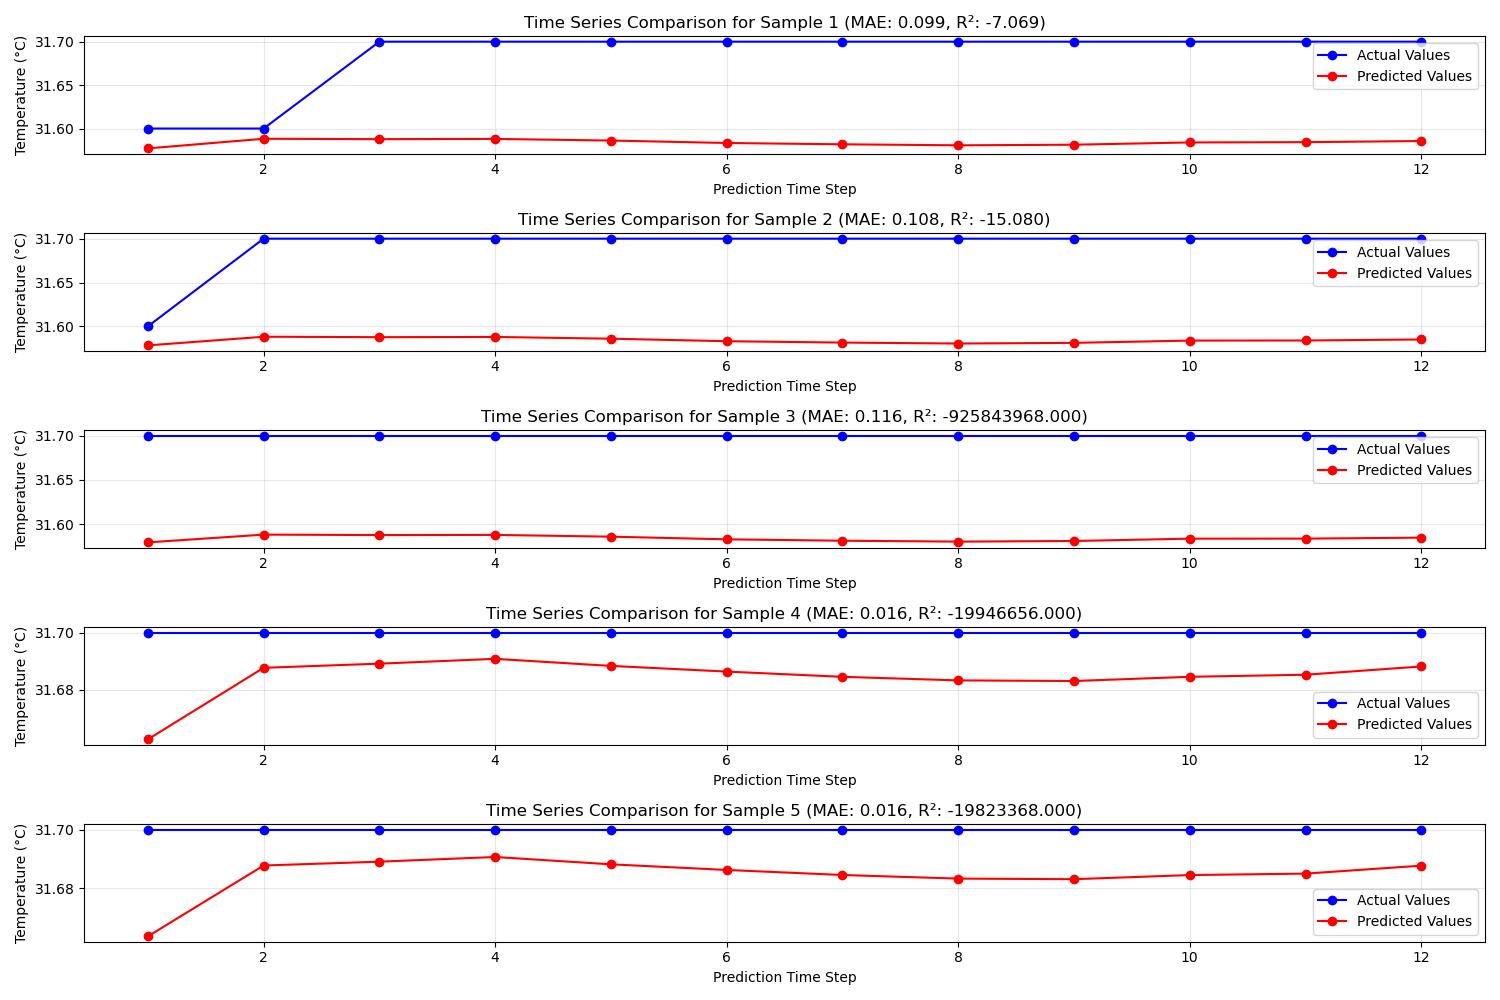 Time Series Comparison for Sample 1 (MAE: 0.099, R²: -7.069)
Temperature (°C)
31.70
31.65
31.60
Actual Values
Predicted Values
2 4 6 8 10 12
Prediction Time Step
Time Series Comparison for Sample 2 (MAE: 0.108, R²: -15.080)
Temperature (°C)
31.70
31.65
31.60
Actual Values
Predicted Values
2 4 6 8 10 12
Prediction Time Step
Time Series Comparison for Sample 3 (MAE: 0.116, R²: -925843968.000)
Temperature (°C)
31.70
31.65
31.60
Actual Values
Predicted Values
2 4 6 8 10 12
Prediction Time Step
Time Series Comparison for Sample 4 (MAE: 0.016, R²: -19946656.000)
Temperature (°C)
31.70
31.68
Actual Values
Predicted Values
2 4 6 8 10 12
Prediction Time Step
Time Series Comparison for Sample 5 (MAE: 0.016, R²: -19823368.000)
Temperature (°C)
31.70
31.68
Actual Values
Predicted Values
2 4 6 8 10 12
Prediction Time Step